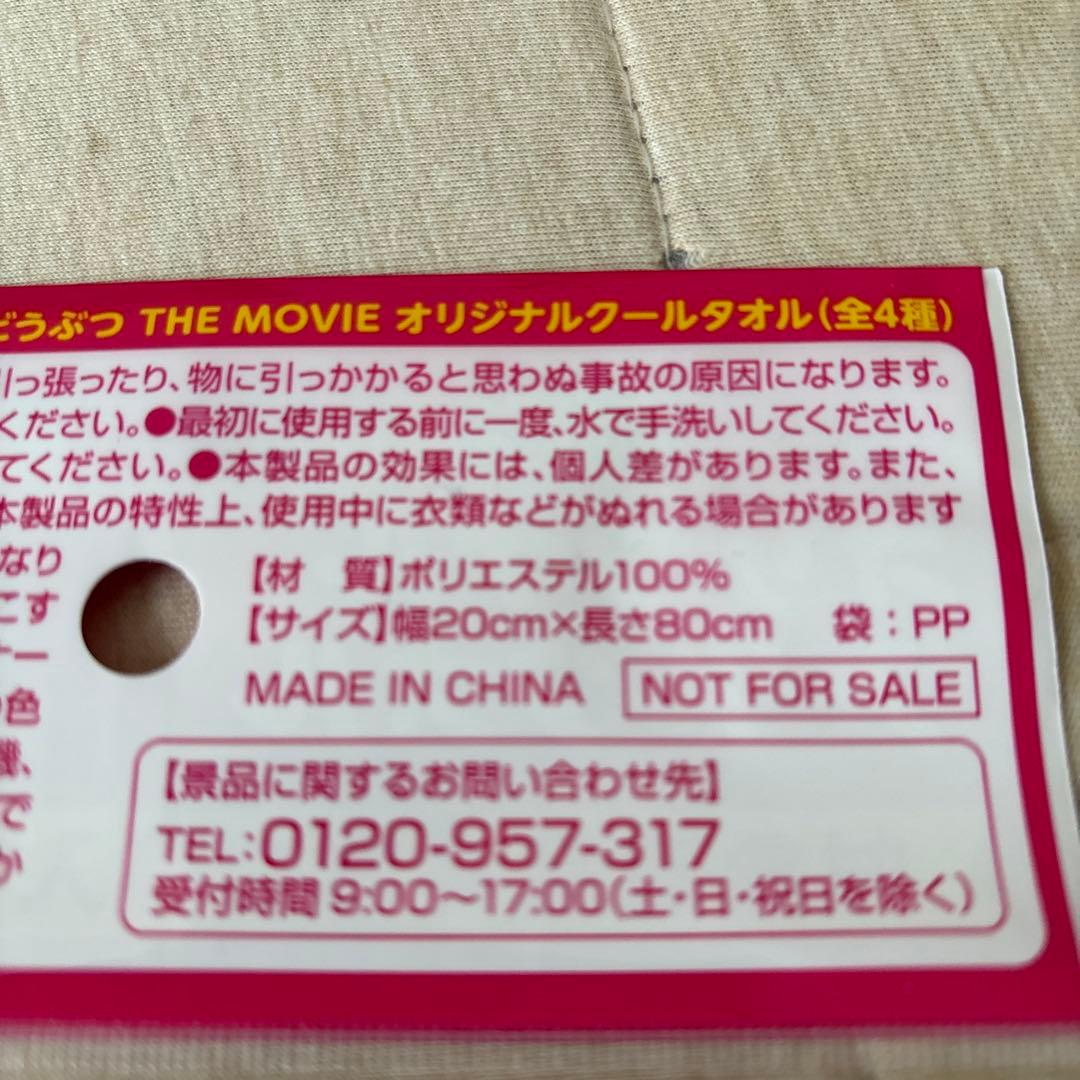 どうぶつ THE MOVIE オリジナルクールタオル(全4種)
引っ張ったり、物に引っかかると思わぬ事故の原因になります。
ください。●最初に使用する前に一度、水で手洗いしてください。
てください。●本製品の効果には、個人差があります。また、
本製品の特性上、使用中に衣類などがぬれる場合があります
なり
こす
ー
色
機、
で
か
【材　質】ポリエステル100%
【サイズ】幅20cm×長さ80cm　袋：PP
MADE IN CHINA NOT FOR SALE
【景品に関するお問い合わせ先】
TEL:0120-957-317
受付時間 9:00〜17:00(土・日・祝日を除く)